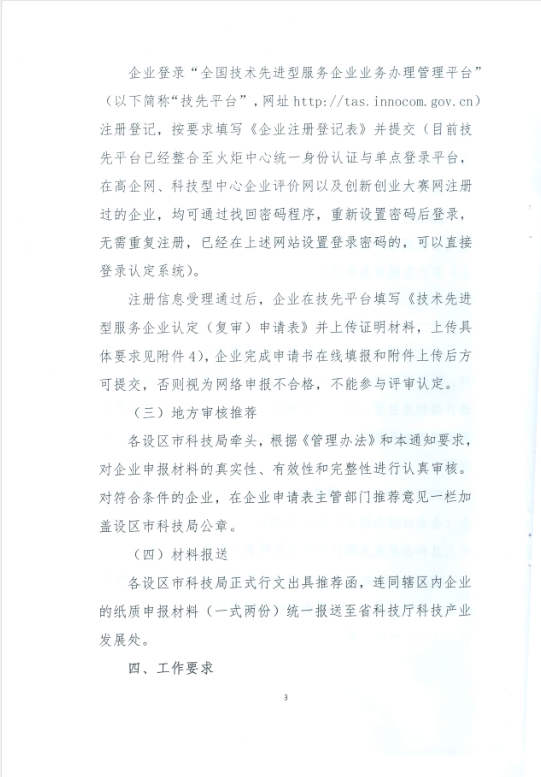 企业登录“全国技术先进型服务企业业务办理管理平台”
（以下简称“技先平台”,网址http://tas.innocom.gov.cn）
注册登记，按要求填写《企业注册登记表》并提交（目前技
先平台已经整合至火炬中心统一身份认证与单点登录平台，
在高企网、科技型中心企业评价网以及创新创业大赛网注册
过的企业，均可通过找回密码程序，重新设置密码后登录，
无需重复注册，已经在上述网站设置登录密码的，可以直接
登录认定系统）。
注册信息受理通过后，企业在技先平台填写《技术先进
型服务企业认定（复审）申请表》并上传证明材料，上传具
体要求见附件4），企业完成申请书在线填报和附件上传后方
可提交，否则视为网络申报不合格，不能参与评审认定。
（三）地方审核推荐
各设区市科技局牵头，根据《管理办法》和本通知要求，
对企业申报材料的真实性、有效性和完整性进行认真审核。
对符合条件的企业，在企业申请表主管部门推荐意见一栏加
盖设区市科技局公章。
（四）材料报送
各设区市科技局正式行文出具推荐函，连同辖区内企业
的纸质申报材料（一式两份）统一报送至省科技厅科技产业
发展处。
四、工作要求
3